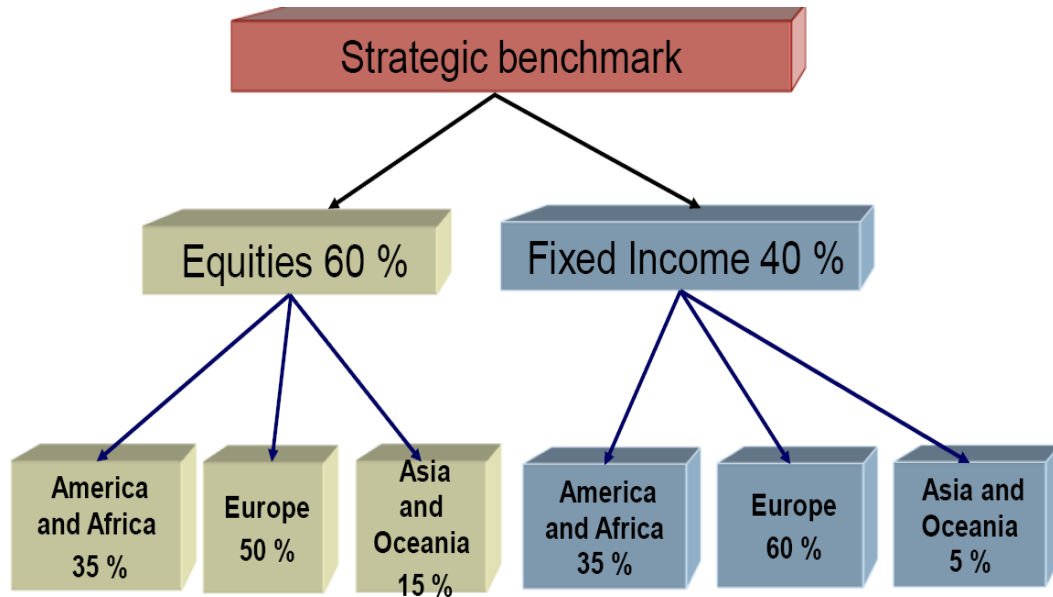 Strategic benchmark
Equities 60 %
Fixed Income 40 %
America
and Africa
35 %
Europe
50 %
Asia
and
Oceania
15 %
America
and Africa
35 %
Europe
60 %
Asia and
Oceania
5 %